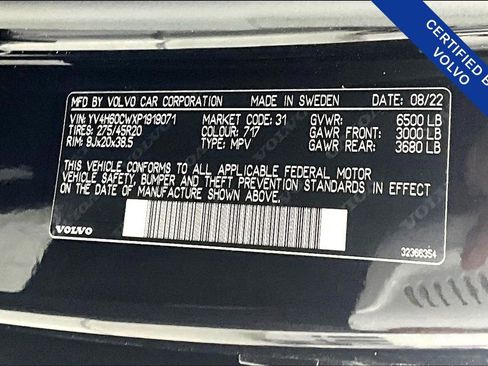 CERTIFIED BY
VOLVO
MFD BY VOLVO CAR CORPORATION MADE IN SWEDEN DATE: 08/22
VIN: YV4H60CWXP1919071 MARKET CODE: 31 GVWR: 6500 LB
TIRES: 275/45R20 COLOUR: 717 GAWR FRONT: 3000 LB
RIM: 9Jx20x38.5 TYPE: MPV GAWR REAR: 3680 LB
THIS VEHICLE CONFORMS TO ALL APPLICABLE FEDERAL MOTOR
VEHICLE SAFETY, BUMPER AND THEFT PREVENTION STANDARDS IN EFFECT
ON THE DATE OF MANUFACTURE SHOWN ABOVE.
VOLVO
32366354